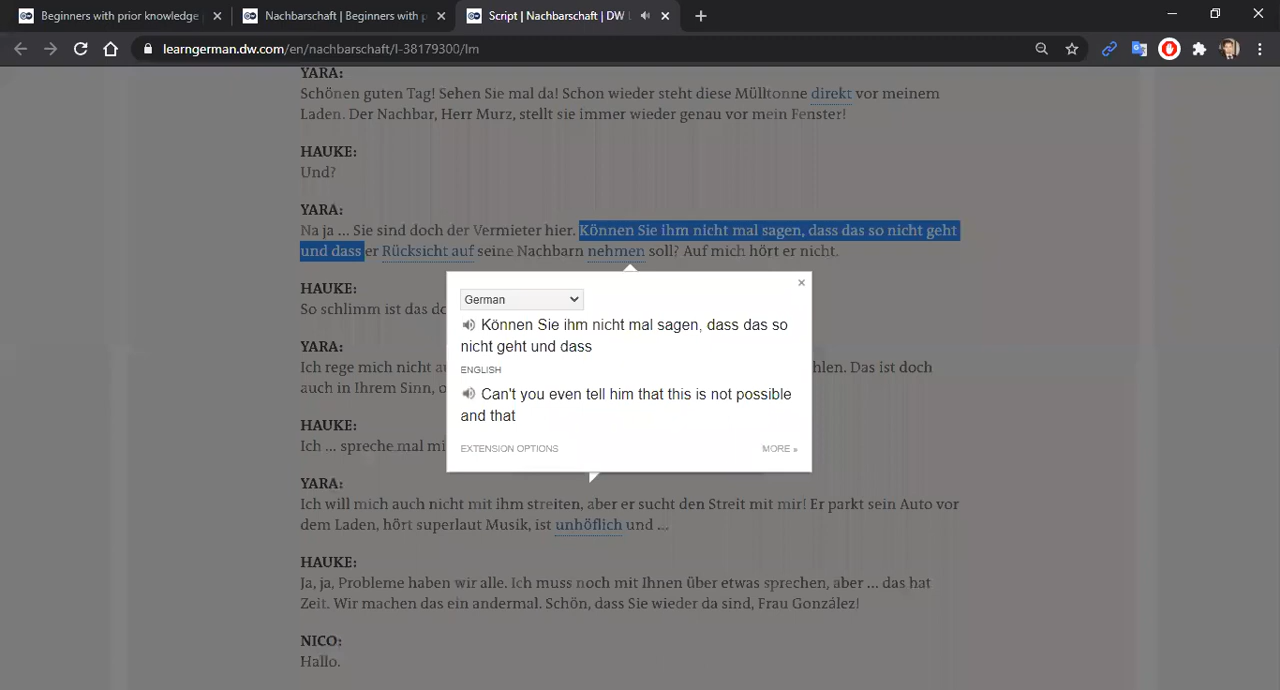 Beginners with prior knowledge
Nachbarschaft | Beginners with p
Script | Nachbarschaft | DW L
learngerman.dw.com/en/nachbarschaft/l-38179300/lm
YARA:
Schönen guten Tag! Sehen Sie mal da! Schon wieder steht diese Mülltonne direkt vor meinem
Laden. Der Nachbar, Herr Murz, stellt sie immer wieder genau vor mein Fenster!
HAUKE:
Und?
YARA:
Na ja ... Sie sind doch der Vermieter hier. Können Sie ihm nicht mal sagen, dass das so nicht geht
und dass er Rücksicht auf seine Nachbarn nehmen soll? Auf mich hört er nicht.
HAUKE:
So schlimm ist das do
YARA:
Ich rege mich nicht au hlen. Das ist doch
auch in Ihrem Sinn, o
HAUKE:
Ich ... spreche mal mi
German
Können Sie ihm nicht mal sagen, dass das so
nicht geht und dass
ENGLISH
Can't you even tell him that this is not possible
and that
EXTENSION OPTIONS MORE »
YARA:
Ich will mich auch nicht mit ihm streiten, aber er sucht den Streit mit mir! Er parkt sein Auto vor
dem Laden, hört superlaut Musik, ist unhöflich und ...
HAUKE:
Ja, ja, Probleme haben wir alle. Ich muss noch mit Ihnen über etwas sprechen, aber ... das hat
Zeit. Wir machen das ein andermal. Schön, dass Sie wieder da sind, Frau González!
NICO:
Hallo.